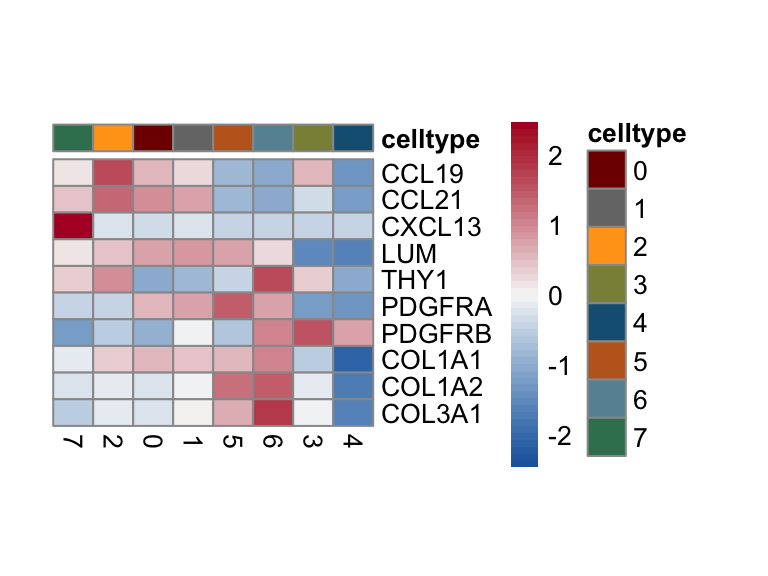 celltype
CCL19
CCL21
CXCL13
LUM
THY1
PDGFRA
PDGFRB
COL1A1
COL1A2
COL3A1
7 2 0 1 5 6 3 4
2
1
0
-1
-2
celltype
0
1
2
3
4
5
6
7